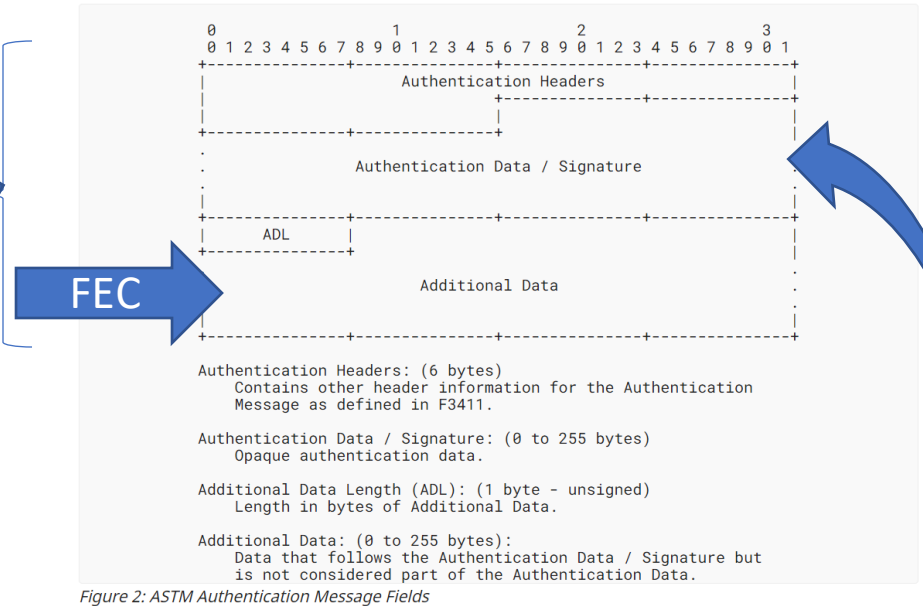 0                   1                   2                   3
0 1 2 3 4 5 6 7 8 9 0 1 2 3 4 5 6 7 8 9 0 1 2 3 4 5 6 7 8 9 0 1
+---------------+---------------+---------------+---------------+
| Authentication Headers |
| +---------------+---------------+
| | |
+---------------+---------------+ |
. .
. Authentication Data / Signature .
. .
| |
+---------------+---------------+---------------+---------------+
| ADL | |
+---------------+ |
.
FEC Additional Data .
.
| |
+---------------+---------------+---------------+---------------+
Authentication Headers: (6 bytes)
Contains other header information for the Authentication
Message as defined in F3411.
Authentication Data / Signature: (0 to 255 bytes)
Opaque authentication data.
Additional Data Length (ADL): (1 byte - unsigned)
Length in bytes of Additional Data.
Additional Data: (0 to 255 bytes):
Data that follows the Authentication Data / Signature but
is not considered part of the Authentication Data.
Figure 2: ASTM Authentication Message Fields